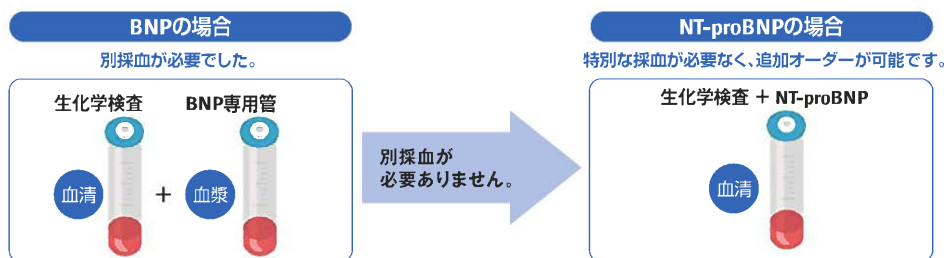 BNPの場合
別採血が必要でした。
生化学検査
BNP専用管
血清
+
血漿
別採血が
必要ありません。
NT-proBNPの場合
特別な採血が必要なく、追加オーダーが可能です。
生化学検査 + NT-proBNP
血清